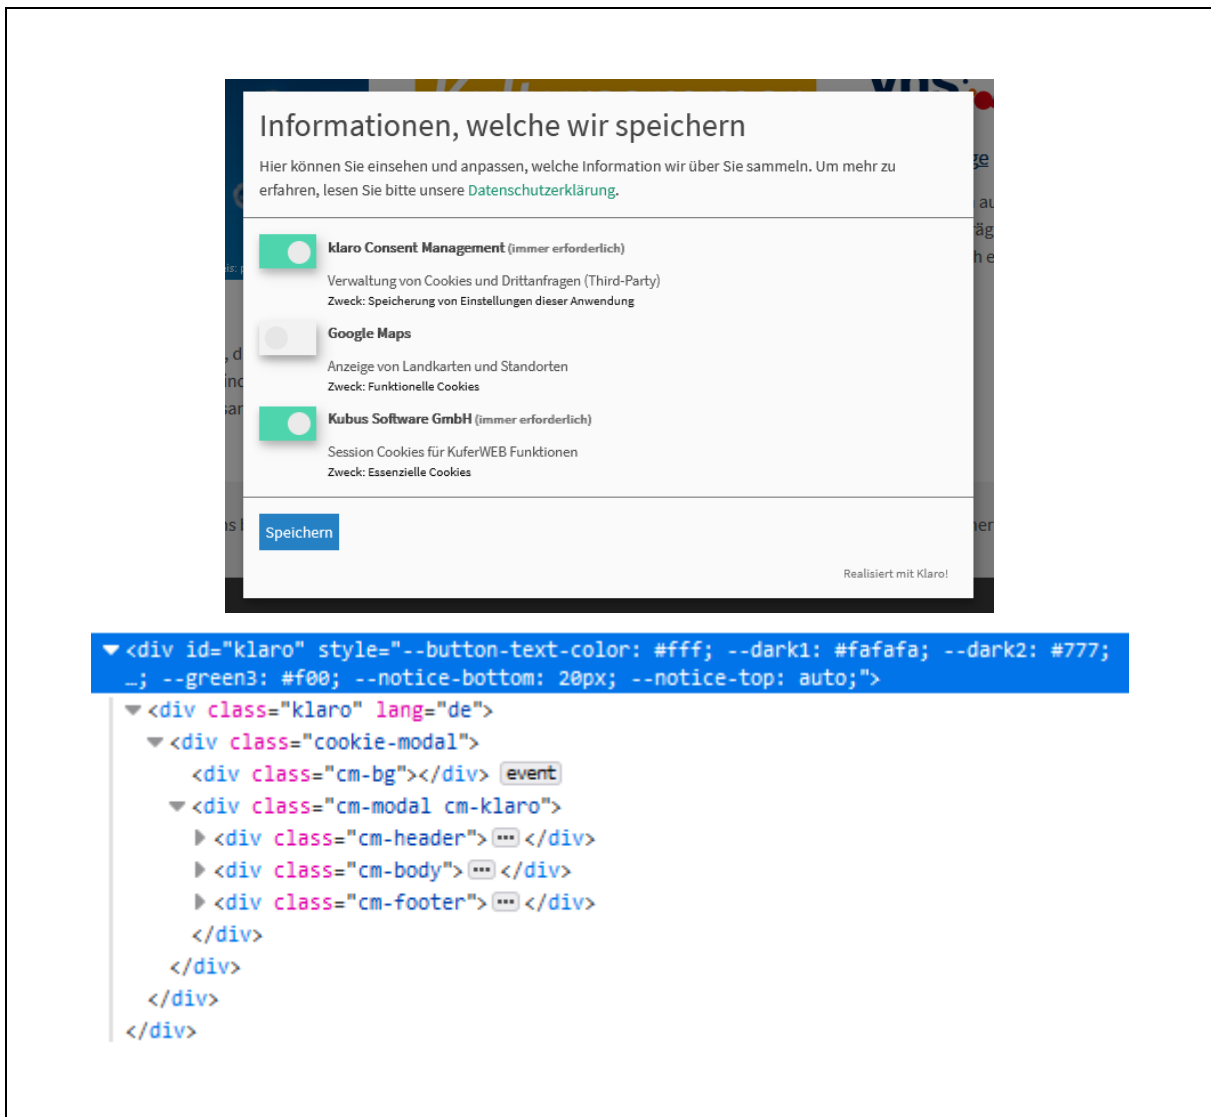 Informationen, welche wir speichern
Hier können Sie einsehen und anpassen, welche Information wir über Sie sammeln. Um mehr zu
erfahren, lesen Sie bitte unsere Datenschutzerklärung.
klaro Consent Management (immer erforderlich)
Verwaltung von Cookies und Drittanfragen (Third-Party)
Zweck: Speicherung von Einstellungen dieser Anwendung
Google Maps
Anzeige von Landkarten und Standorten
Zweck: Funktionelle Cookies
Kubus Software GmbH (immer erforderlich)
Session Cookies für KuferWEB Funktionen
Zweck: Essenzielle Cookies
Speichern
Realisiert mit Klaro!
<div id="klaro" style="--button-text-color: #fff; --dark1: #fafafa; --dark2: #777;
…; --green3: #f00; --notice-bottom: 20px; --notice-top: auto;">
<div class="klaro" lang="de">
<div class="cookie-modal">
<div class="cm-bg"></div> event
<div class="cm-modal cm-klaro">
<div class="cm-header">…</div>
<div class="cm-body">…</div>
<div class="cm-footer">…</div>
</div>
</div>
</div>
</div>